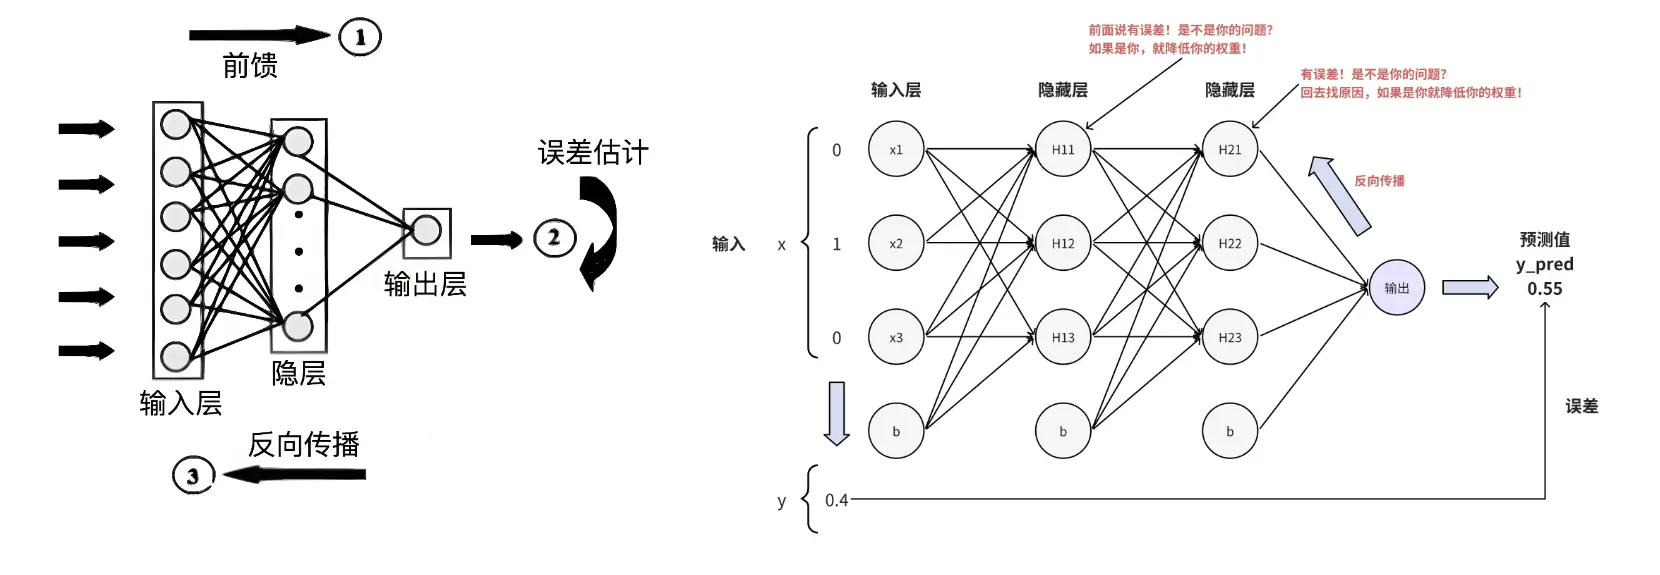 ①
前馈
误差估计
②
输出层
隐层
输入层
反向传播
③
前面说有误差！是不是你的问题？
如果是你，就降低你的权重！
有误差！是不是你的问题？
回去找原因，如果是你就降低你的权重！
输入层 隐藏层 隐藏层
0 x1 H11 H21
反向传播
输入 x 1 x2 H12 H22
预测值
y_pred
0.55
输出
0 x3 H13 H23
误差
b b b
y 0.4